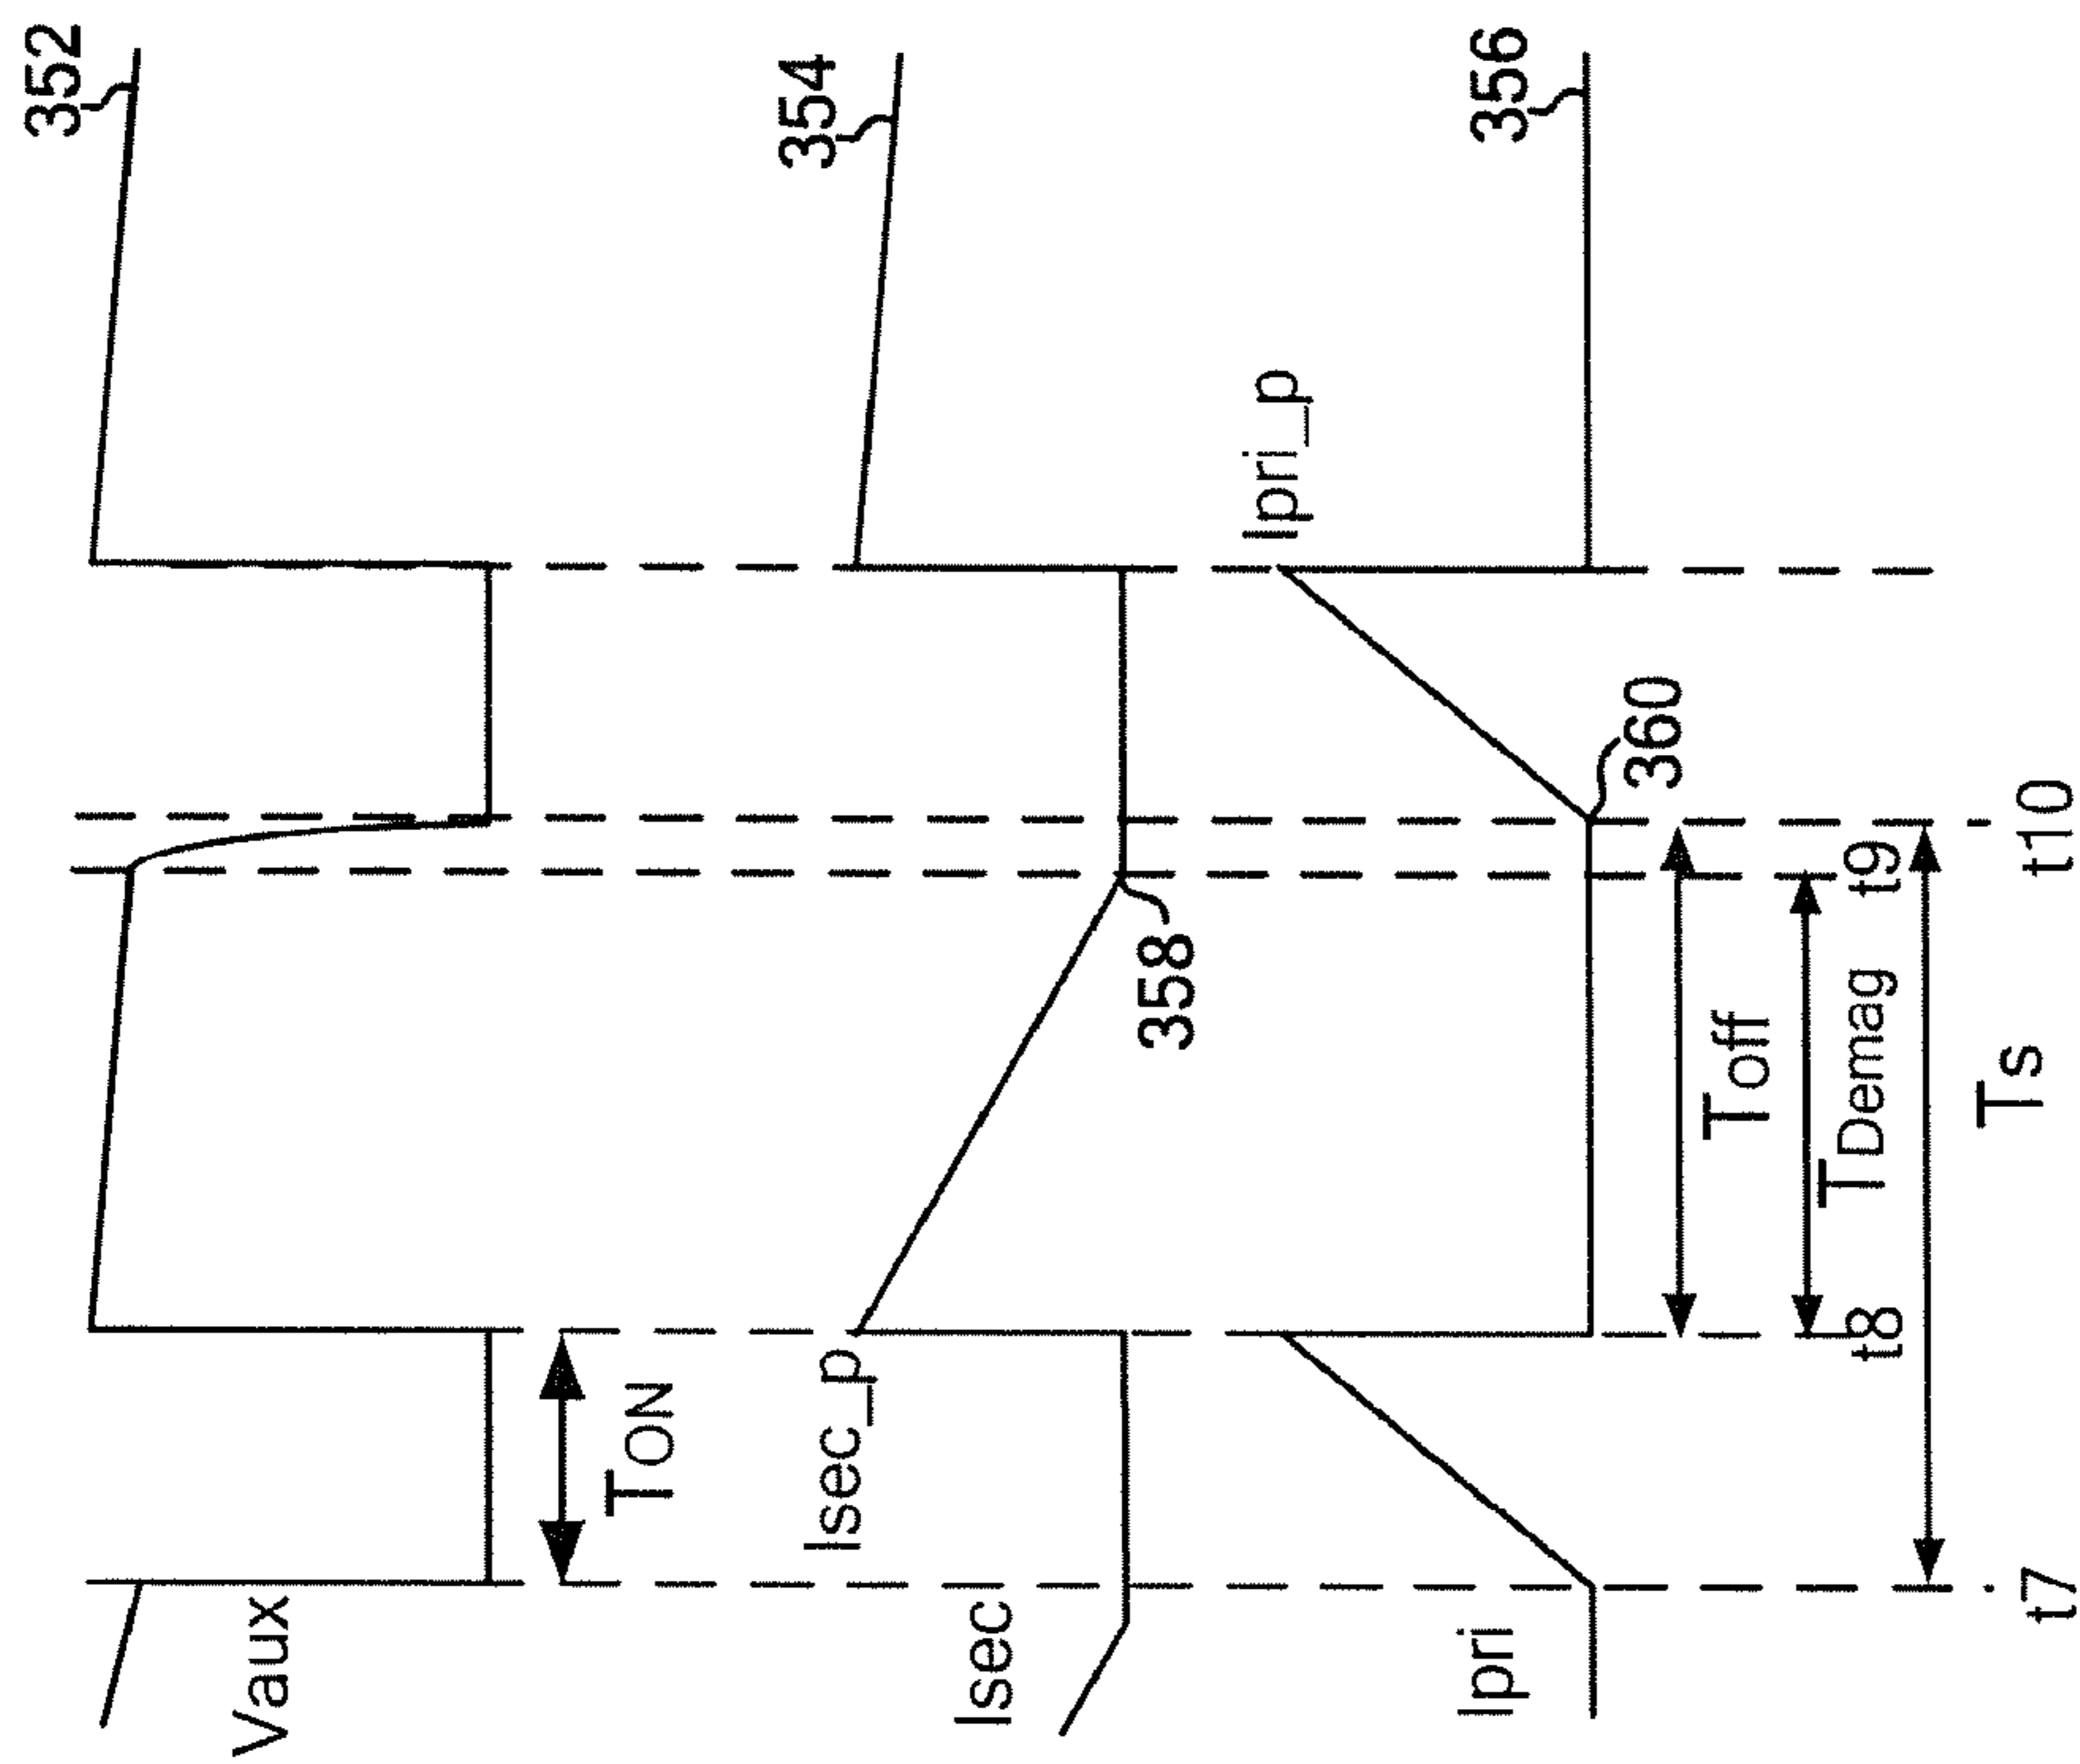 Vaux
352
TON
Isec_p
Isec
354
358
Ipri_p
Ipri
356
360
Toff
TDemag
t8
t9
Ts
t7
t10